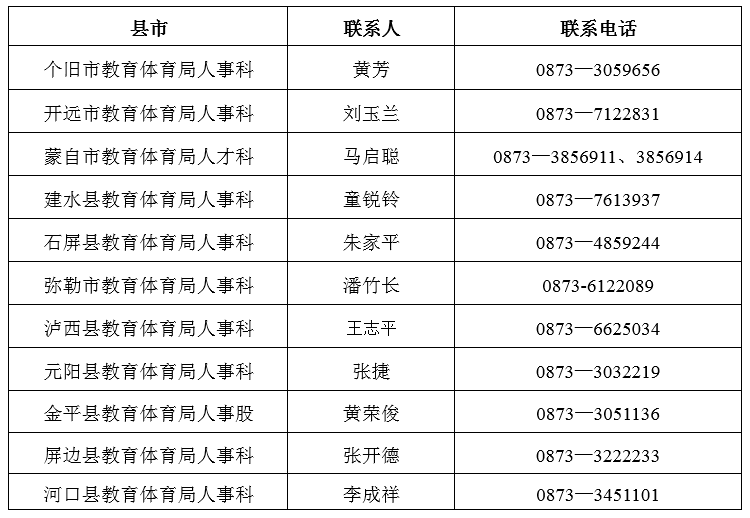 县市 联系人 联系电话
个旧市教育体育局人事科 黄芳 0873—3059656
开远市教育体育局人事科 刘玉兰 0873—7122831
蒙自市教育体育局人才科 马启聪 0873—3856911、3856914
建水县教育体育局人事科 童锐铃 0873—7613937
石屏县教育体育局人事科 朱家平 0873—4859244
弥勒市教育体育局人事科 潘竹长 0873-6122089
泸西县教育体育局人事科 王志平 0873—6625034
元阳县教育体育局人事科 张捷 0873—3032219
金平县教育体育局人事股 黄荣俊 0873—3051136
屏边县教育体育局人事科 张开德 0873—3222233
河口县教育体育局人事科 李成祥 0873—3451101